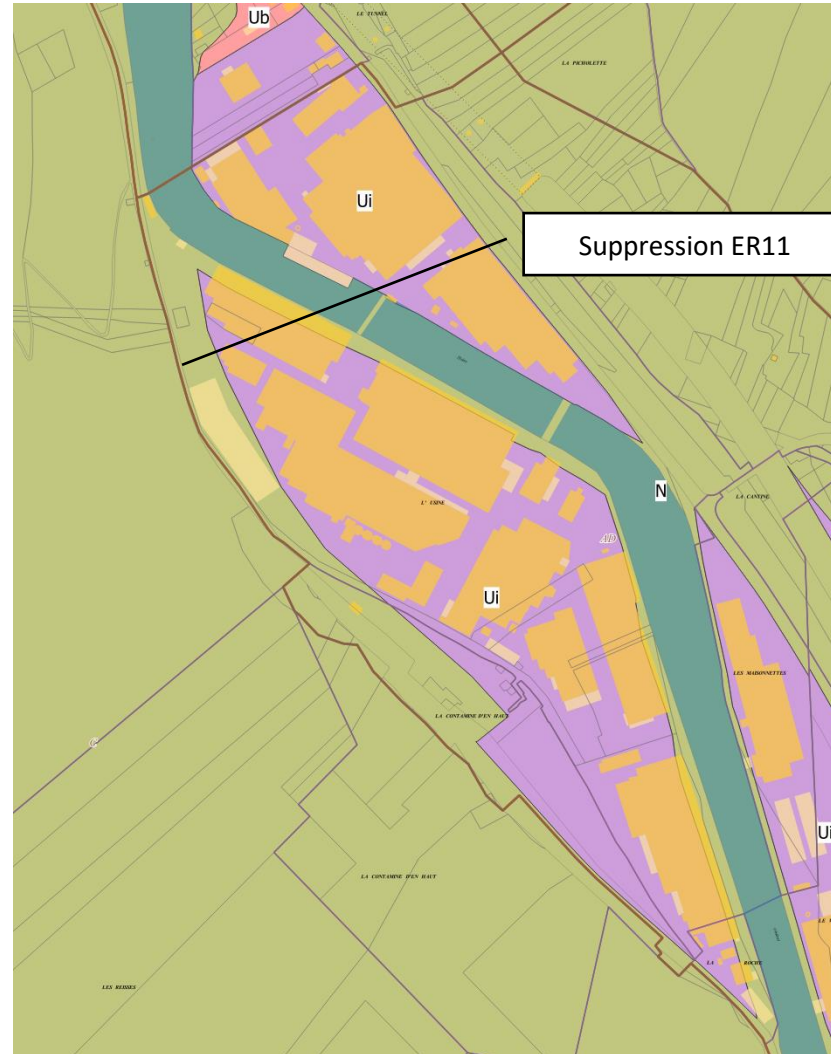 Ub
LE TUNNEL
LA PICHOLETTE
Ui
Suppression ER11
L' USINE
N
LA CANTINE
Ui
LES MADONNETTES
LA CONTAMINE D'EN HAUT
Ui
LA CONTAMINE D'EN HAUT
LA ROCHE
LES REISSES